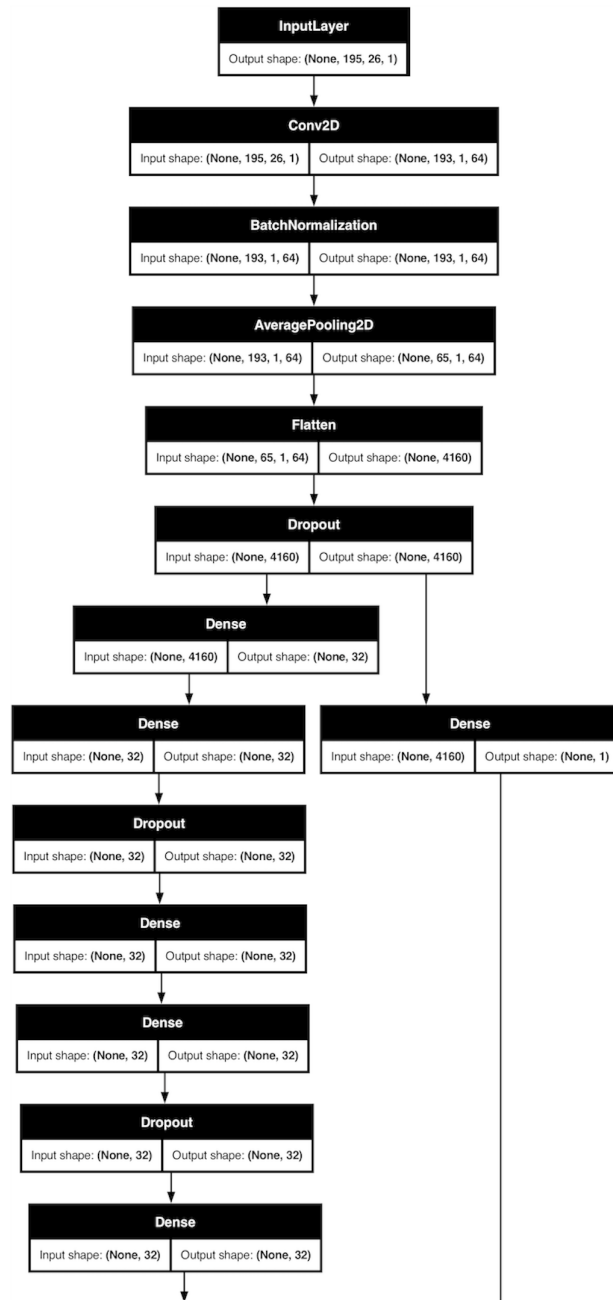 InputLayer
Output shape: (None, 195, 26, 1)
Conv2D
Input shape: (None, 195, 26, 1) Output shape: (None, 193, 1, 64)
BatchNormalization
Input shape: (None, 193, 1, 64) Output shape: (None, 193, 1, 64)
AveragePooling2D
Input shape: (None, 193, 1, 64) Output shape: (None, 65, 1, 64)
Flatten
Input shape: (None, 65, 1, 64) Output shape: (None, 4160)
Dropout
Input shape: (None, 4160) Output shape: (None, 4160)
Dense
Input shape: (None, 4160) Output shape: (None, 32)
Dense
Input shape: (None, 32) Output shape: (None, 32)
Dense
Input shape: (None, 4160) Output shape: (None, 1)
Dropout
Input shape: (None, 32) Output shape: (None, 32)
Dense
Input shape: (None, 32) Output shape: (None, 32)
Dense
Input shape: (None, 32) Output shape: (None, 32)
Dropout
Input shape: (None, 32) Output shape: (None, 32)
Dense
Input shape: (None, 32) Output shape: (None, 32)